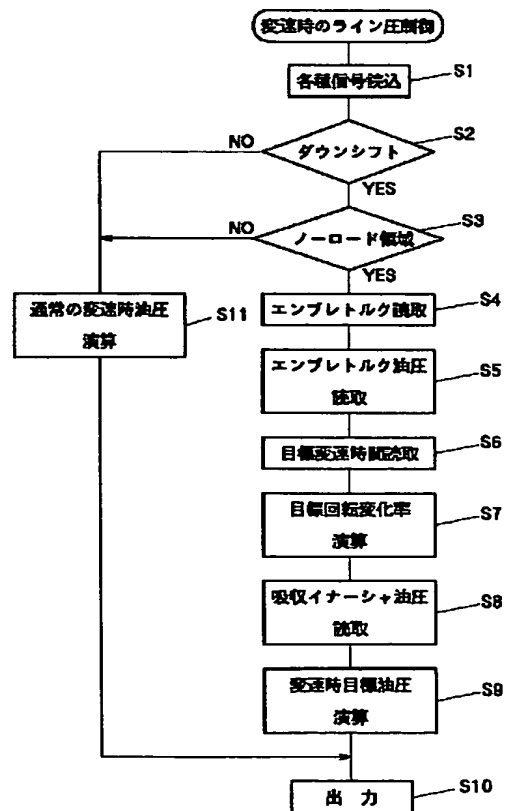 変速時のライン圧制御
各種信号読込
S1
ダウンシフト
S2
NO
YES
ノーロード領域
S3
NO
YES
通常の変速時油圧
演算
S11
エンブレトルク読取
S4
エンブレトルク油圧
読取
S5
目標変速時間読取
S6
目標回転変化率
演算
S7
吸収イナーシャ油圧
読取
S8
変速時目標油圧
演算
S9
出 力
S10